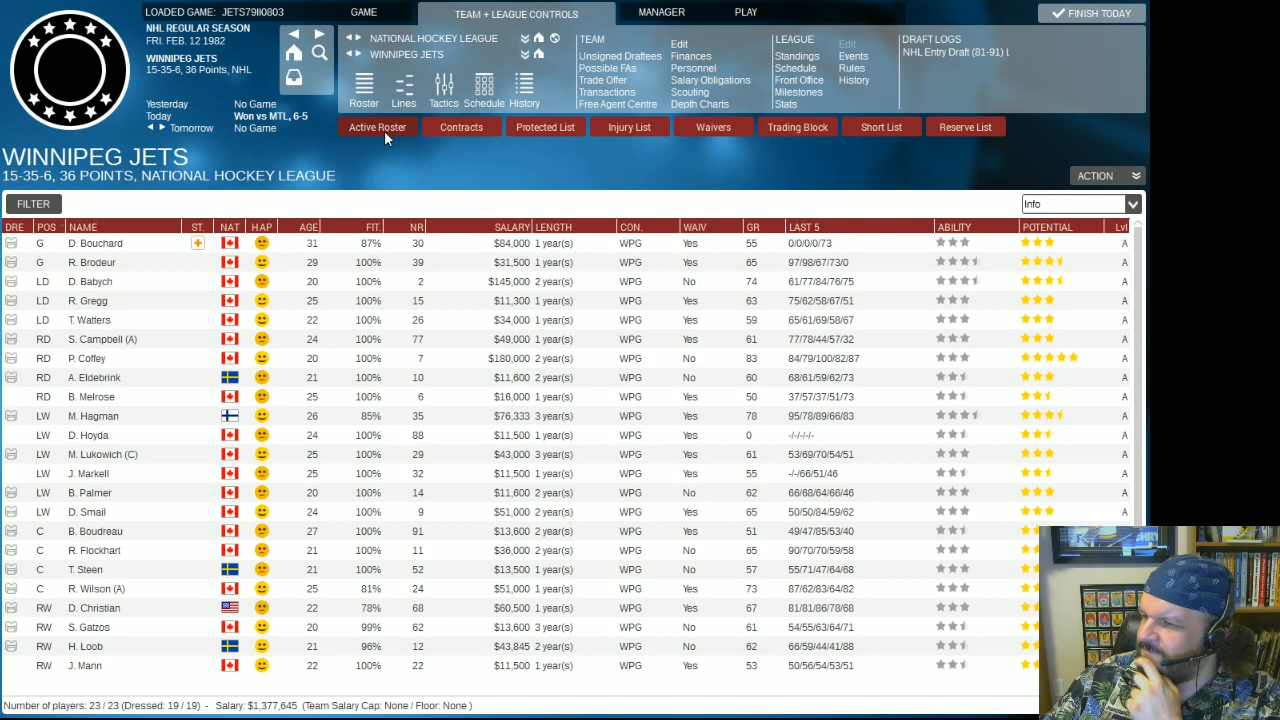 LOADED GAME: JETS79II0803 GAME TEAM + LEAGUE CONTROLS MANAGER PLAY FINISH TODAY
NHL REGULAR SEASON
FRI. FEB. 12 1982
WINNIPEG JETS
15-35-6, 36 POINTS, NHL
Yesterday No Game
Today Won vs MTL, 6-5
Tomorrow No Game
NATIONAL HOCKEY LEAGUE
WINNIPEG JETS
Roster Lines Tactics Schedule History
TEAM
Unsigned Draftees
Possible FAs
Trade Offer
Transactions
Free Agent Centre
Edit
Finances
Personnel
Salary Obligations
Scouting
Depth Charts
LEAGUE
Standings
Schedule
Front Office
Milestones
Stats
Edit
Events
Rules
History
DRAFT LOGS
NHL Entry Draft (81-91) l
Active Roster Contracts Protected List Injury List Waivers Trading Block Short List Reserve List
WINNIPEG JETS
15-35-6, 36 POINTS, NATIONAL HOCKEY LEAGUE
ACTION
FILTER Info
DRE POS NAME ST. NAT HAP AGE FIT. NR SALARY LENGTH CON. WAIV GR LAST 5 ABILITY POTENTIAL Lvl
G D. Bouchard 31 87% 30 $84,000 1 year(s) WPG Yes 55 0/0/0/0/73 A
G R. Brodeur 29 100% 39 $31,500 1 year(s) WPG Yes 65 97/98/67/73/0 A
LD D. Babych 20 100% 2 $145,000 2 year(s) WPG No 74 61/77/84/76/75 A
LD R. Gregg 25 100% 15 $11,300 1 year(s) WPG Yes 63 75/62/58/67/51 A
LD T. Watters 22 100% 26 $34,000 1 year(s) WPG Yes 59 65/61/69/58/67 A
RD S. Campbell (A) 24 100% 77 $49,000 1 year(s) WPG Yes 61 77/78/44/57/32 A
RD P. Coffey 20 100% 7 $180,000 2 year(s) WPG No 83 84/79/100/82/87 A
RD A. Eldebrink 21 100% 10 $11,600 2 year(s) WPG No 60 68/61/59/62/73 A
RD B. Melrose 25 100% 6 $16,000 1 year(s) WPG Yes 50 37/57/37/51/73 A
LW M. Hagman 26 85% 35 $76,333 3 year(s) WPG Yes 78 95/78/89/66/83 A
LW D. Hoyda 24 100% 88 $11,500 1 year(s) WPG Yes 0 -/-/-/-/- A
LW M. Lukowich (C) 25 100% 29 $43,000 3 year(s) WPG Yes 61 53/69/70/54/51 A
LW J. Markell 25 100% 32 $11,500 1 year(s) WPG Yes 55 -/-/66/51/46 A
LW B. Palmer 20 100% 14 $11,600 2 year(s) WPG No 62 66/68/64/66/46 A
LW D. Smail 24 100% 9 $51,000 2 year(s) WPG Yes 65 50/50/84/59/62 A
C B. Boudreau 27 100% 91 $13,600 2 year(s) WPG Yes 51 49/47/85/53/40
C R. Flockhart 21 100% 11 $36,000 2 year(s) WPG No 65 90/70/70/59/58
C T. Steen 21 100% 52 $13,500 1 year(s) WPG No 57 55/71/47/64/68
C R. Wilson (A) 25 81% 24 $51,000 1 year(s) WPG Yes 73 87/62/83/64/82
RW D. Christian 22 78% 68 $60,500 1 year(s) WPG Yes 67 81/81/86/78/68
RW S. Gatzos 20 99% 96 $13,600 3 year(s) WPG No 61 54/55/63/64/71
RW H. Loob 21 96% 12 $43,845 2 year(s) WPG No 62 66/59/44/41/88
RW J. Mann 22 100% 22 $11,500 1 year(s) WPG Yes 53 50/56/54/53/51
Number of players: 23 / 23 (Dressed: 19 / 19) - Salary: $1,377,645 (Team Salary Cap: None / Floor: None )